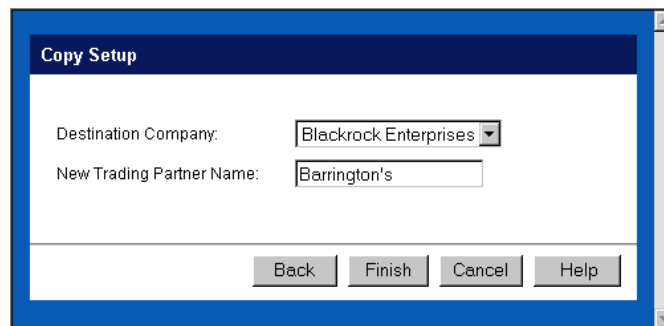 Copy Setup
Destination Company: Blackrock Enterprises
New Trading Partner Name: Barrington's
Back Finish Cancel Help